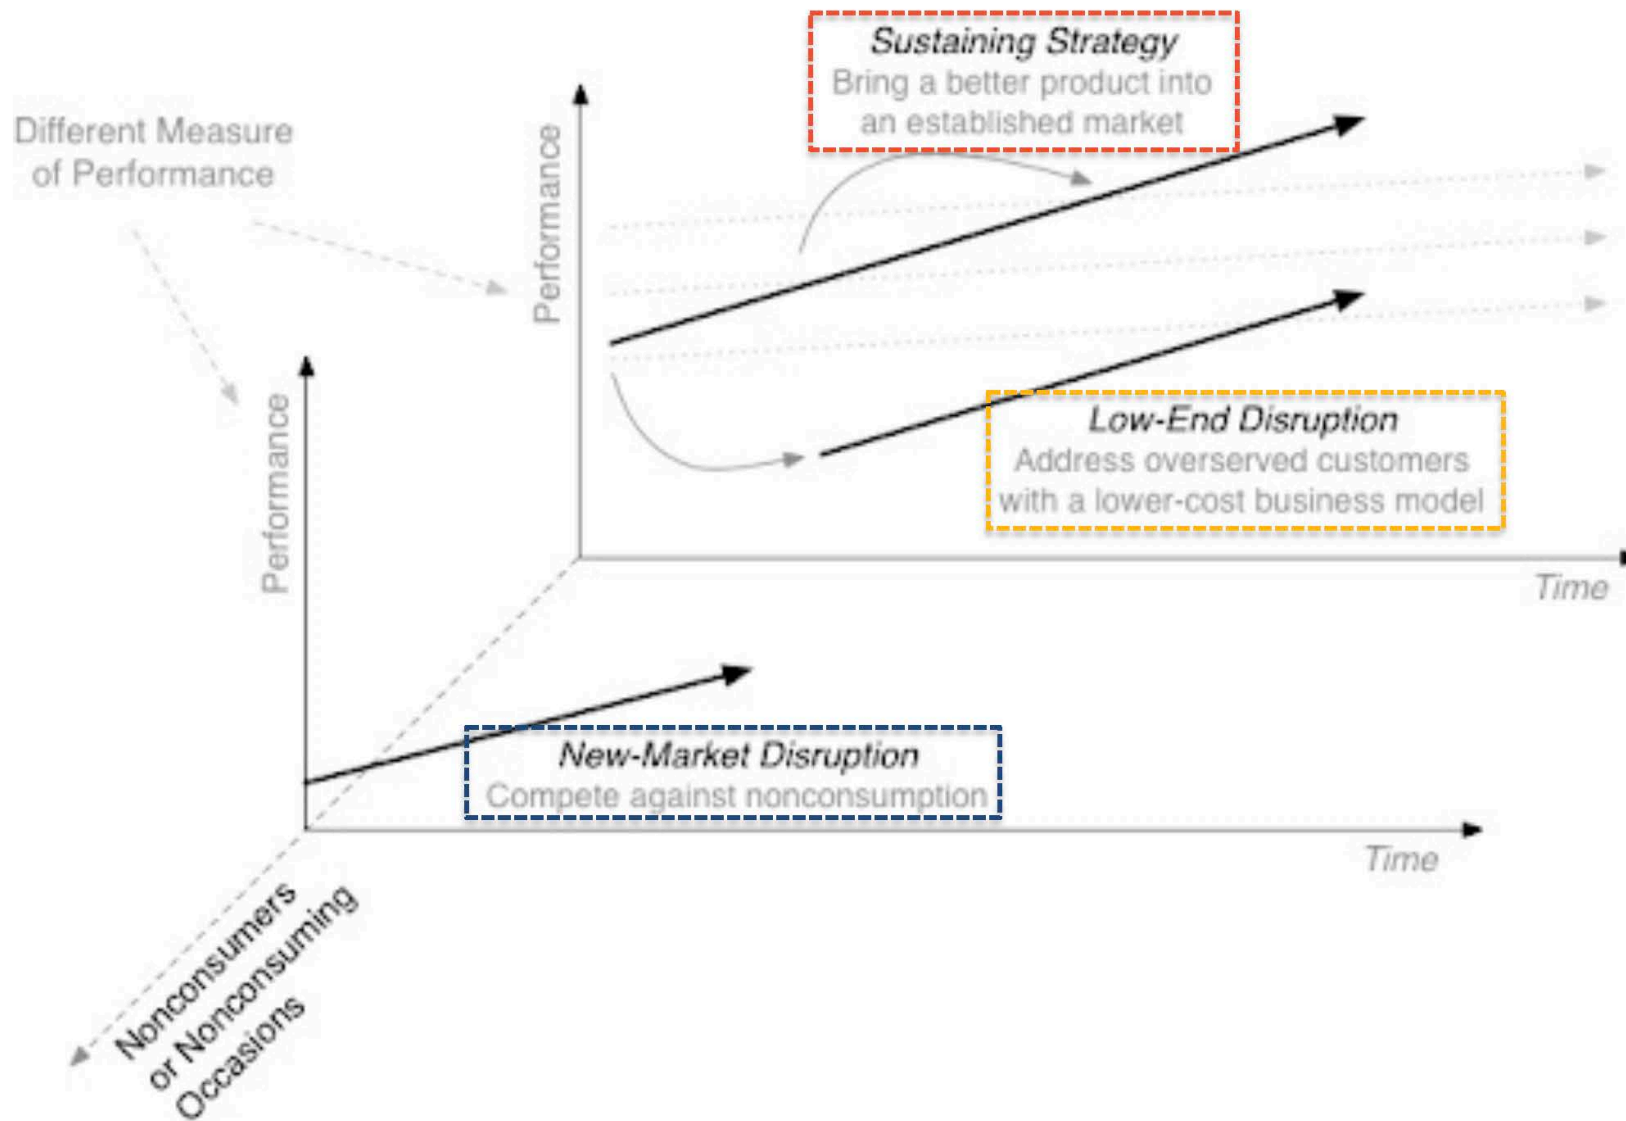 Sustaining Strategy
Bring a better product into
an established market
Different Measure
of Performance
Performance
Low-End Disruption
Address overserved customers
with a lower-cost business model
Time
Performance
New-Market Disruption
Compete against nonconsumption
Time
Nonconsumers
or Nonconsuming
Occasions